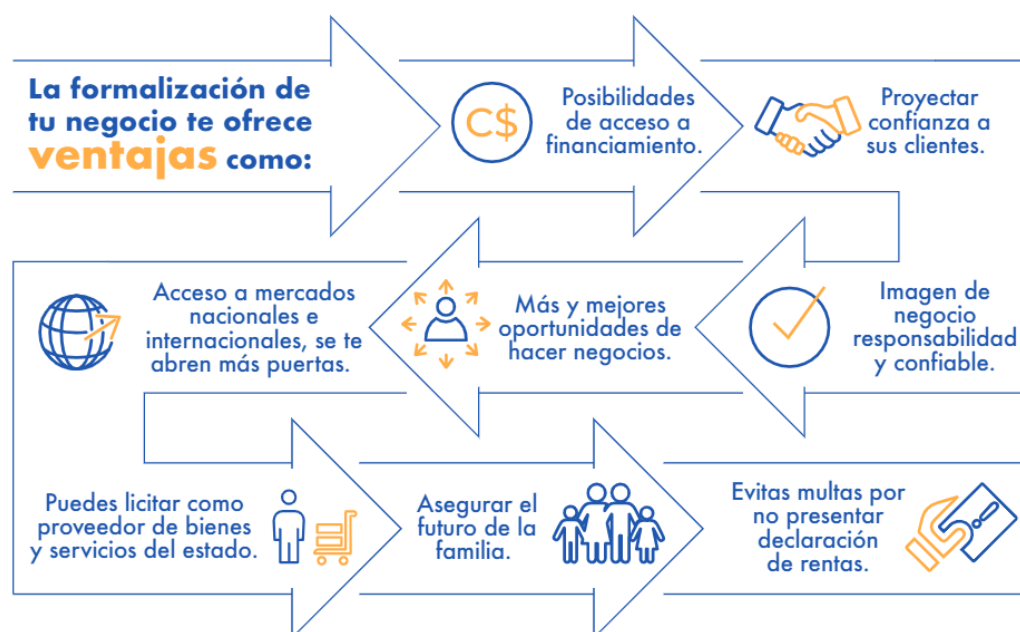 La formalización de
tu negocio te ofrece
ventajas como:
C$
Posibilidades
de acceso a
financiamiento.
Proyectar
confianza a
sus clientes.
Imagen de
negocio
responsabilidad
y confiable.
Más y mejores
oportunidades de
hacer negocios.
Acceso a mercados
nacionales e
internacionales, se te
abren más puertas.
Puedes licitar como
proveedor de bienes
y servicios del estado.
Asegurar el
futuro de la
familia.
Evitas multas por
no presentar
declaración
de rentas.